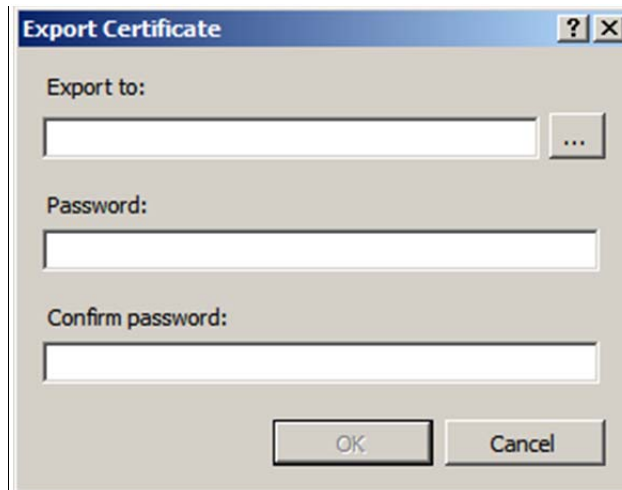 Export Certificate
Export to:
...
Password:
Confirm password:
OK Cancel